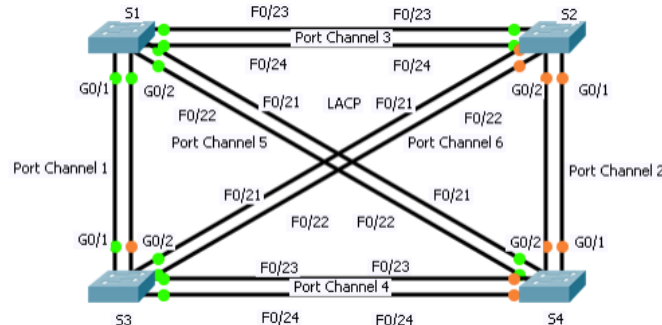 S1
F0/23
F0/23
S2
Port Channel 3
F0/24
F0/24
G0/1
G0/2
G0/2
G0/1
F0/22
F0/21
LACP
F0/21
F0/22
Port Channel 5
Port Channel 6
Port Channel 1
Port Channel 2
F0/21
F0/21
F0/22
F0/22
G0/1
G0/2
G0/2
G0/1
F0/23
F0/23
Port Channel 4
S3
F0/24
F0/24
S4